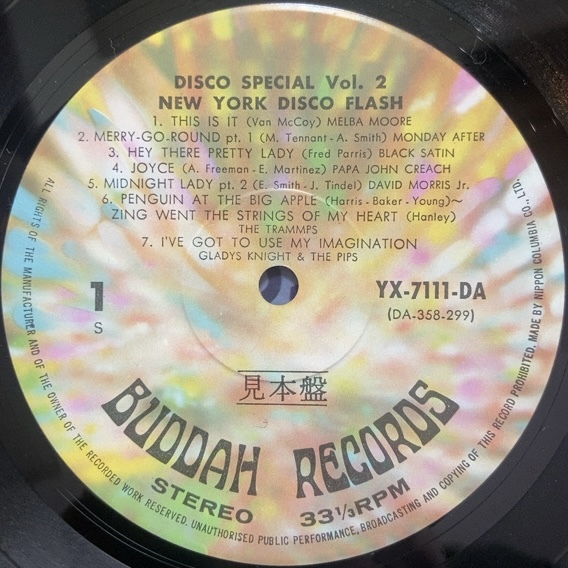 DISCO SPECIAL Vol. 2
NEW YORK DISCO FLASH
1. THIS IS IT (Van McCoy) MELBA MOORE
2. MERRY-GO-ROUND pt. 1 (M. Tennant-A. Smith) MONDAY AFTER
3. HEY THERE PRETTY LADY (Fred Parris) BLACK SATIN
4. JOYCE (A. Freeman-E. Martinez) PAPA JOHN CREACH
5. MIDNIGHT LADY pt. 2 (E. Smith-J. Tindel) DAVID MORRIS Jr.
6. PENGUIN AT THE BIG APPLE (Harris-Baker-Young)~
ZING WENT THE STRINGS OF MY HEART (Hanley)
THE TRAMMPS
7. I'VE GOT TO USE MY IMAGINATION
GLADYS KNIGHT & THE PIPS
1
S
YX-7111-DA
(DA-358-299)
見本盤
BUDDAH RECORDS
STEREO 33⅓RPM
ALL RIGHTS OF THE MANUFACTURER AND OF THE OWNER OF THE RECORDED WORK RESERVED. UNAUTHORISED PUBLIC PERFORMANCE, BROADCASTING AND COPYING OF THIS RECORD PROHIBITED. MADE BY NIPPON COLUMBIA CO., LTD.